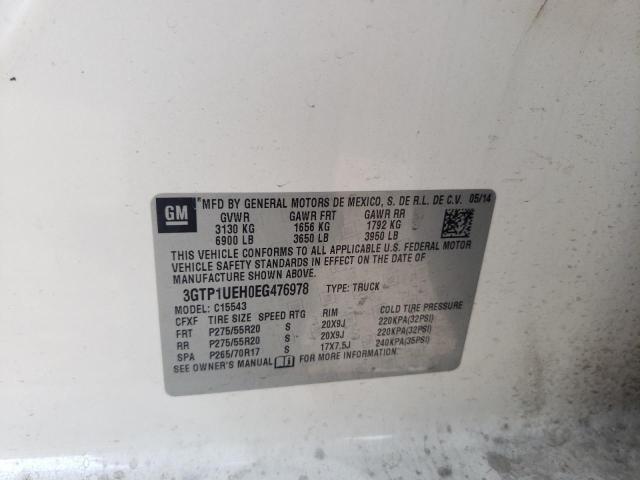 GM
*MFD BY GENERAL MOTORS DE MEXICO, S. DE R.L. DE C.V. 05/14
GVWR GAWR FRT GAWR RR
3130 KG 1656 KG 1792 KG
6900 LB 3650 LB 3950 LB
THIS VEHICLE CONFORMS TO ALL APPLICABLE U.S. FEDERAL MOTOR
VEHICLE SAFETY STANDARDS IN EFFECT ON THE DATE OF
MANUFACTURE SHOWN ABOVE.
3GTP1UEH0EG476978 TYPE: TRUCK
MODEL: C15543
CFXF TIRE SIZE SPEED RTG RIM COLD TIRE PRESSURE
FRT P275/55R20 S 20X9J 220KPA(32PSI)
RR P275/55R20 S 20X9J 220KPA(32PSI)
SPA P265/70R17 S 17X7.5J 240KPA(35PSI)
SEE OWNER'S MANUAL FOR MORE INFORMATION.